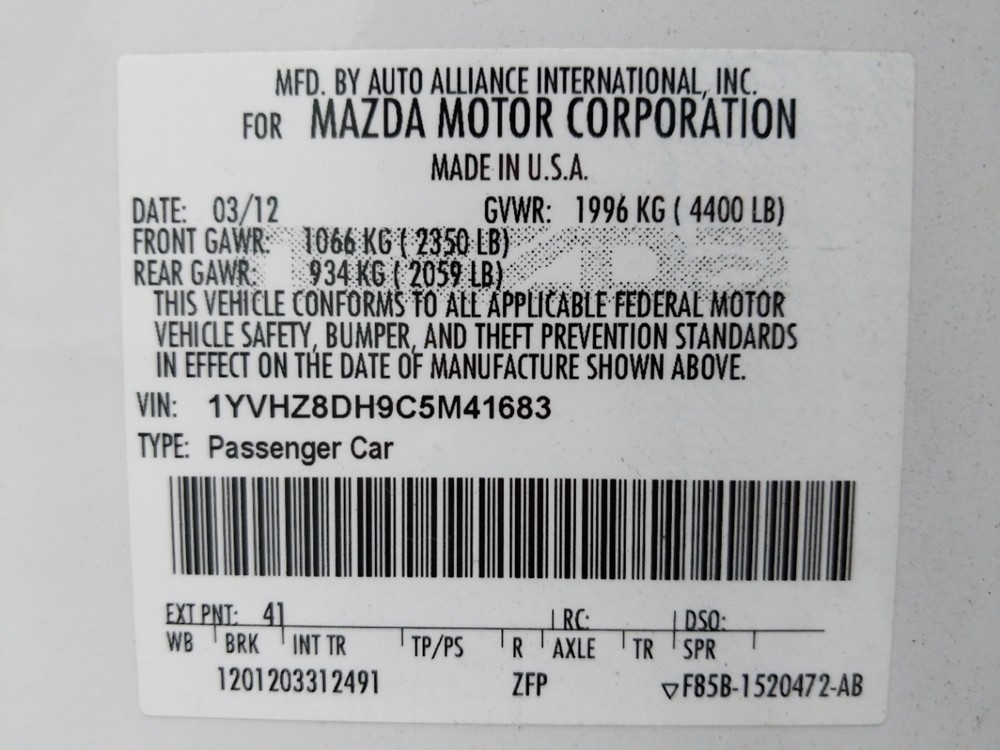 MFD. BY AUTO ALLIANCE INTERNATIONAL, INC.
FOR MAZDA MOTOR CORPORATION
MADE IN U.S.A.
DATE: 03/12 GVWR: 1996 KG ( 4400 LB)
FRONT GAWR: 1066 KG ( 2350 LB)
REAR GAWR: 934 KG ( 2059 LB)
THIS VEHICLE CONFORMS TO ALL APPLICABLE FEDERAL MOTOR
VEHICLE SAFETY, BUMPER, AND THEFT PREVENTION STANDARDS
IN EFFECT ON THE DATE OF MANUFACTURE SHOWN ABOVE.
VIN: 1YVHZ8DH9C5M41683
TYPE: Passenger Car
EXT PNT: 41 RC: DSO:
WB BRK INT TR TP/PS R AXLE TR SPR
1201203312491 ZFP ▽F85B-1520472-AB